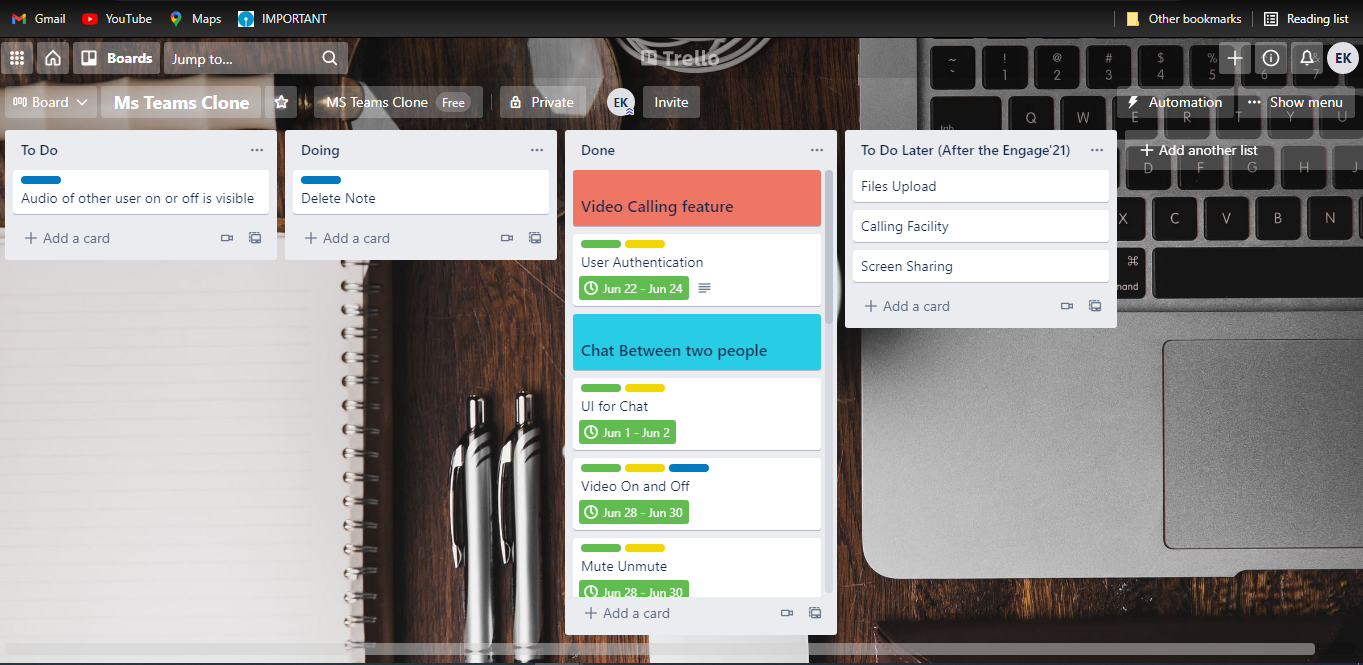 Gmail YouTube Maps IMPORTANT Other bookmarks Reading list
Boards Jump to... Trello EK
Board Ms Teams Clone MS Teams Clone Free Private EK Invite Automation Show menu
To Do
Audio of other user on or off is visible
Add a card
Doing
Delete Note
Add a card
Done
Video Calling feature
User Authentication
Jun 22 - Jun 24
Chat Between two people
UI for Chat
Jun 1 - Jun 2
Video On and Off
Jun 28 - Jun 30
Mute Unmute
Jun 28 - Jun 30
Add a card
To Do Later (After the Engage'21)
Files Upload
Calling Facility
Screen Sharing
Add a card
Add another list